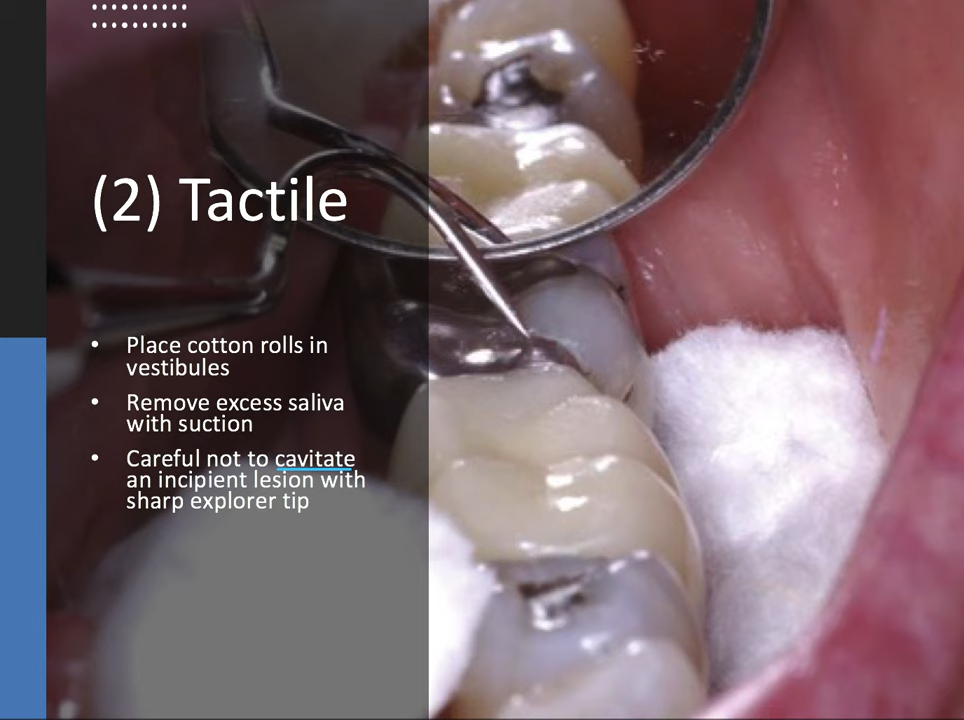 (2) Tactile
• Place cotton rolls in
vestibules
• Remove excess saliva
with suction
• Careful not to cavitate
an incipient lesion with
sharp explorer tip